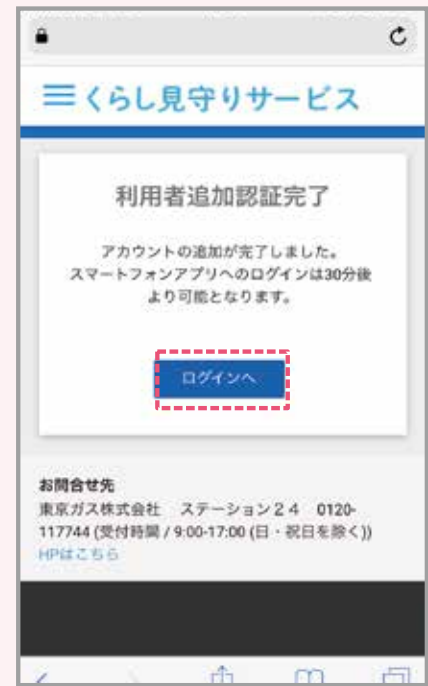 くらし見守りサービス
利用者追加認証完了
アカウントの追加が完了しました。
スマートフォンアプリへのログインは30分後
より可能となります。
ログインへ
お問合せ先
東京ガス株式会社　ステーション２４　0120-
117744 (受付時間 / 9:00-17:00 (日・祝日を除く))
HPはこちら